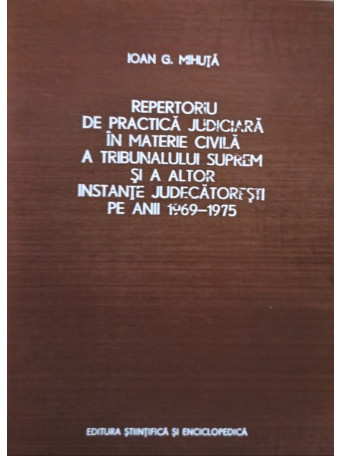 IOAN G. MIHUȚĂ
REPERTORIU
DE PRACTICĂ JUDICIARĂ
ÎN MATERIE CIVILĂ
A TRIBUNALULUI SUPREM
ȘI A ALTOR
INSTANȚE JUDECĂTOREȘTI
PE ANII 1969–1975
EDITURA ȘTIINȚIFICĂ ȘI ENCICLOPEDICĂ